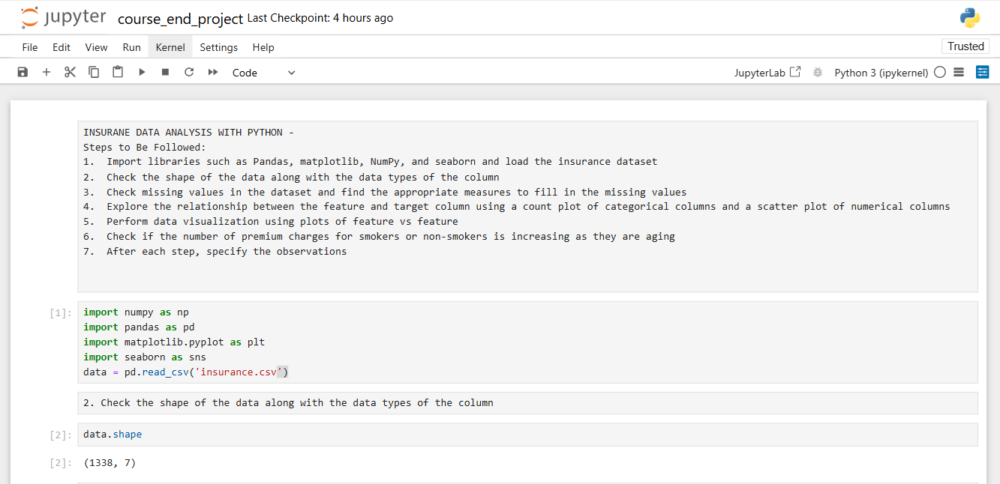 jupyter course_end_project Last Checkpoint: 4 hours ago
File Edit View Run Kernel Settings Help Trusted
Code JupyterLab Python 3 (ipykernel)
INSURANE DATA ANALYSIS WITH PYTHON -
Steps to Be Followed:
1. Import libraries such as Pandas, matplotlib, NumPy, and seaborn and load the insurance dataset
2. Check the shape of the data along with the data types of the column
3. Check missing values in the dataset and find the appropriate measures to fill in the missing values
4. Explore the relationship between the feature and target column using a count plot of categorical columns and a scatter plot of numerical columns
5. Perform data visualization using plots of feature vs feature
6. Check if the number of premium charges for smokers or non-smokers is increasing as they are aging
7. After each step, specify the observations
[1]: import numpy as np
import pandas as pd
import matplotlib.pyplot as plt
import seaborn as sns
data = pd.read_csv('insurance.csv')
2. Check the shape of the data along with the data types of the column
[2]: data.shape
[2]: (1338, 7)